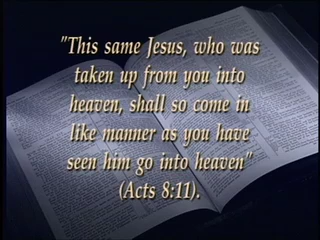 "This same Jesus, who was
taken up from you into
heaven, shall so come in
like manner as you have
seen him go into heaven"
(Acts 8:11).